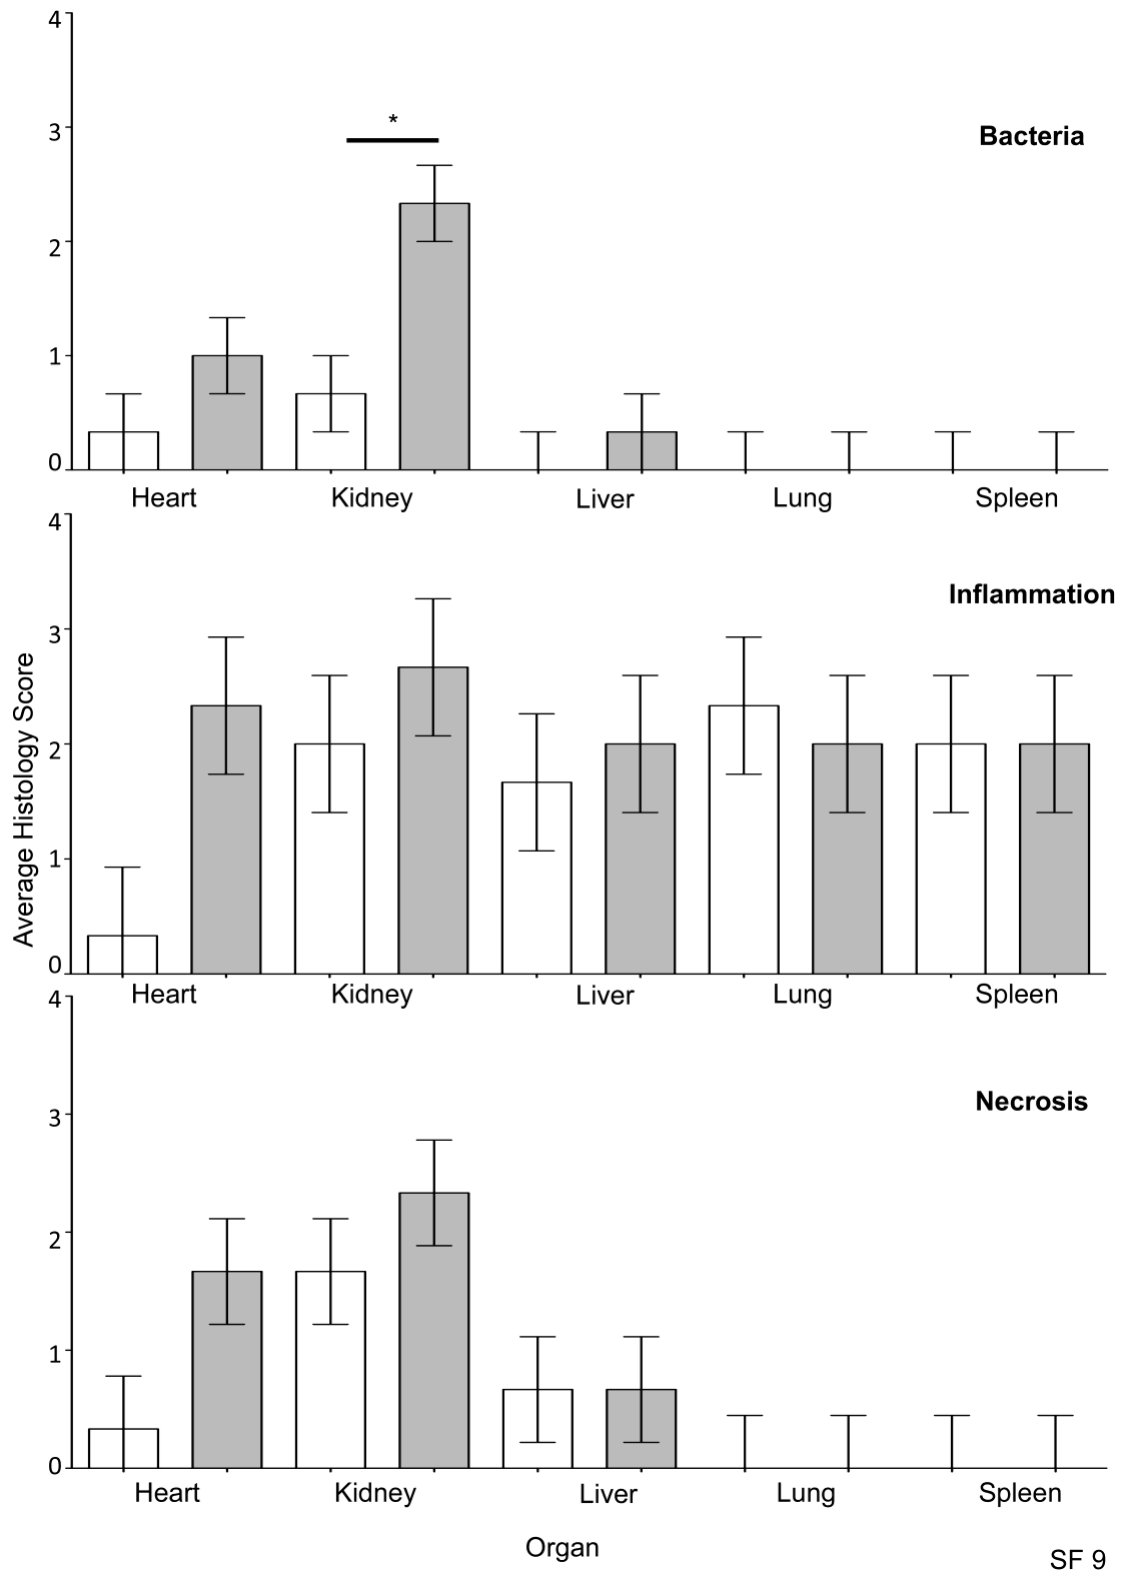 4
3
*
Bacteria
2
1
0
Heart Kidney Liver Lung Spleen
4
Inflammation
3
Average Histology Score
2
1
0
Heart Kidney Liver Lung Spleen
4
3
Necrosis
2
1
0
Heart Kidney Liver Lung Spleen
Organ
SF 9